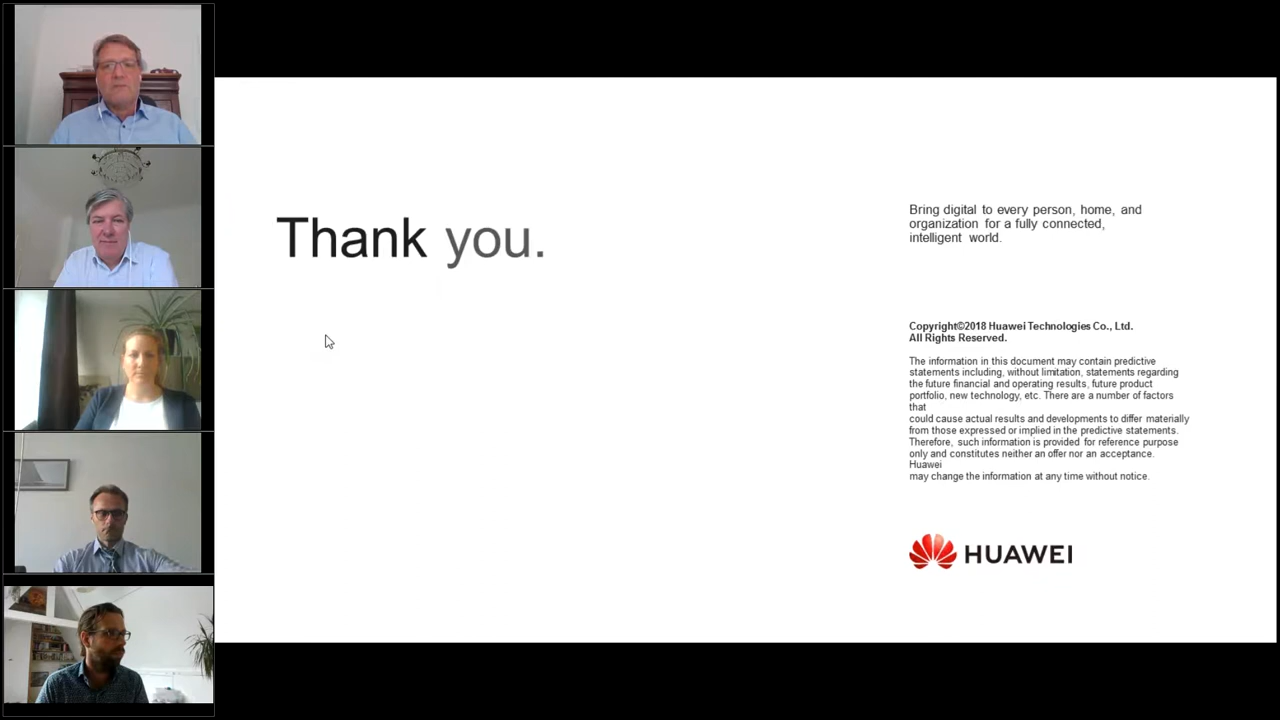 Thank you.
Bring digital to every person, home, and
organization for a fully connected,
intelligent world.
Copyright©2018 Huawei Technologies Co., Ltd.
All Rights Reserved.
The information in this document may contain predictive
statements including, without limitation, statements regarding
the future financial and operating results, future product
portfolio, new technology, etc. There are a number of factors
that
could cause actual results and developments to differ materially
from those expressed or implied in the predictive statements.
Therefore, such information is provided for reference purpose
only and constitutes neither an offer nor an acceptance.
Huawei
may change the information at any time without notice.
HUAWEI